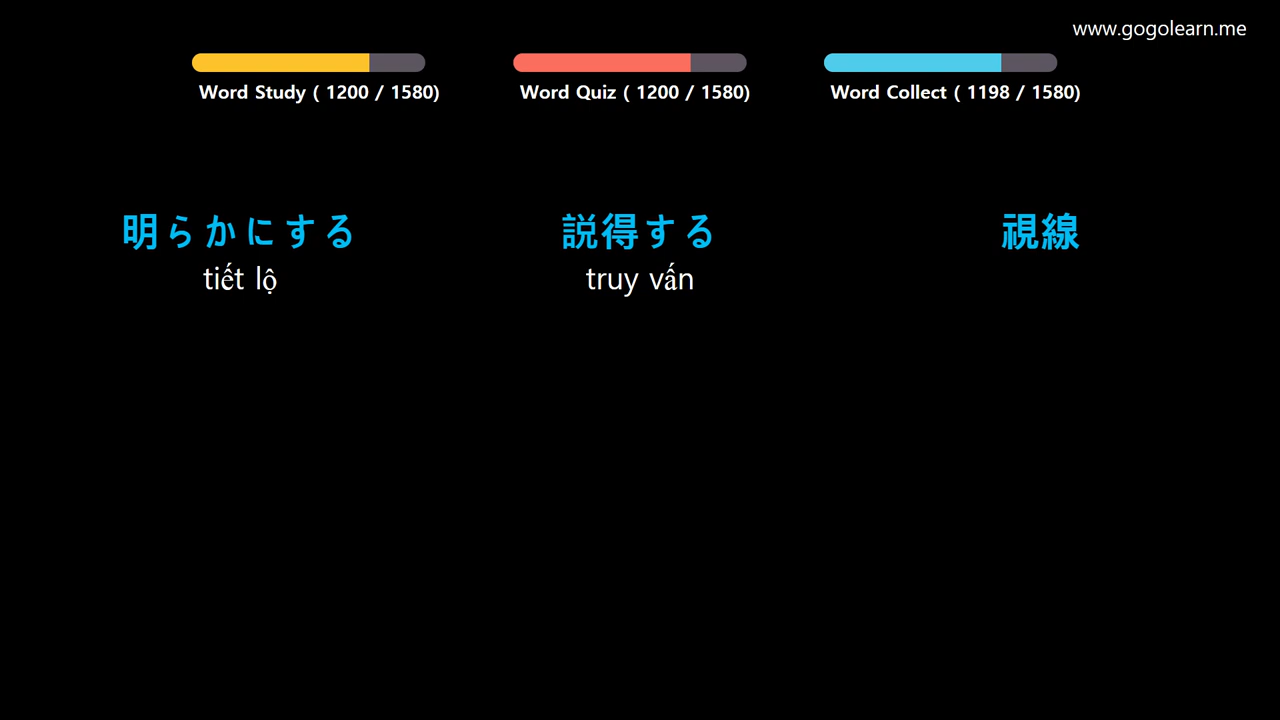 www.gogolearn.me
Word Study ( 1200 / 1580)
Word Quiz ( 1200 / 1580)
Word Collect ( 1198 / 1580)
明らかにする
tiết lộ
説得する
truy vấn
視線